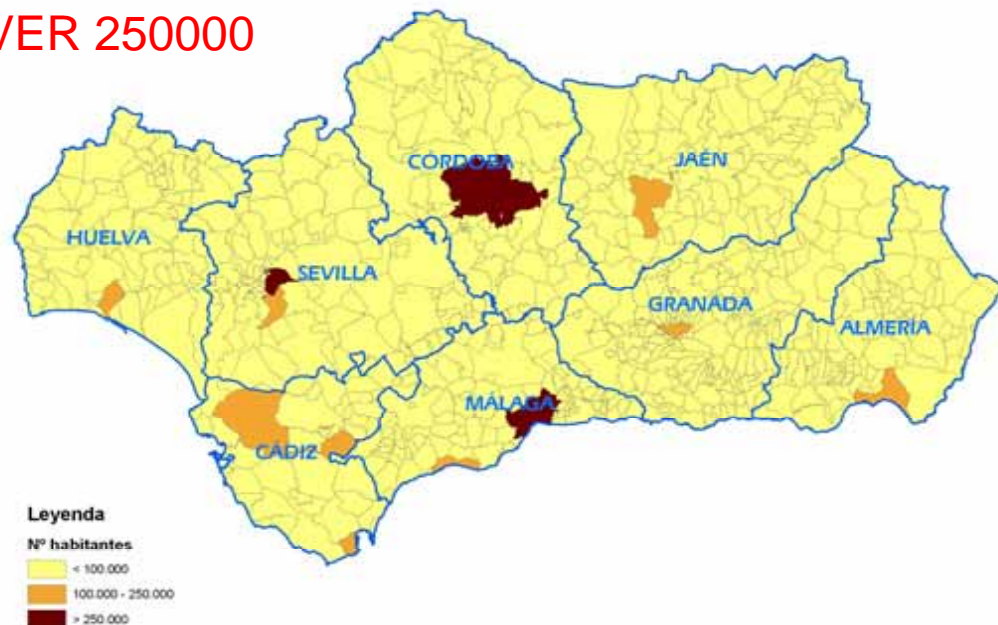 VER 250000
CÓRDOBA
JAÉN
HUELVA
SEVILLA
GRANADA
ALMERÍA
MÁLAGA
CÁDIZ
Leyenda
Nº habitantes
< 100.000
100.000 - 250.000
> 250.000